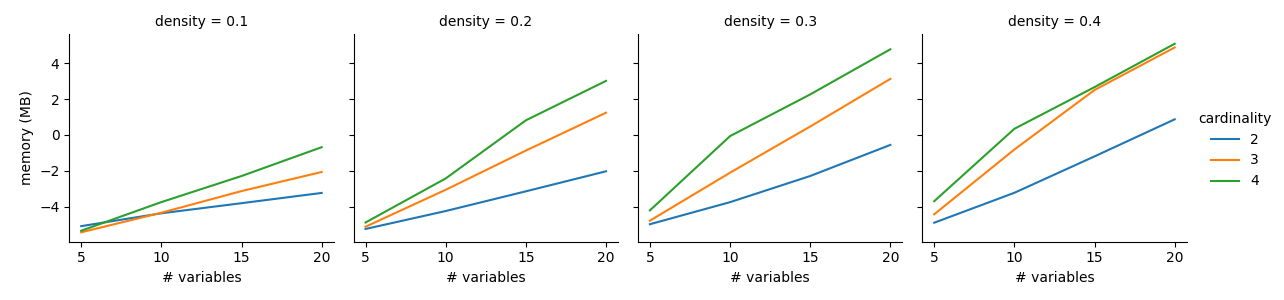 density = 0.1
density = 0.2
density = 0.3
density = 0.4
memory (MB)
4
2
0
−2
−4
5 10 15 20
5 10 15 20
5 10 15 20
5 10 15 20
# variables
# variables
# variables
# variables
cardinality
2
3
4